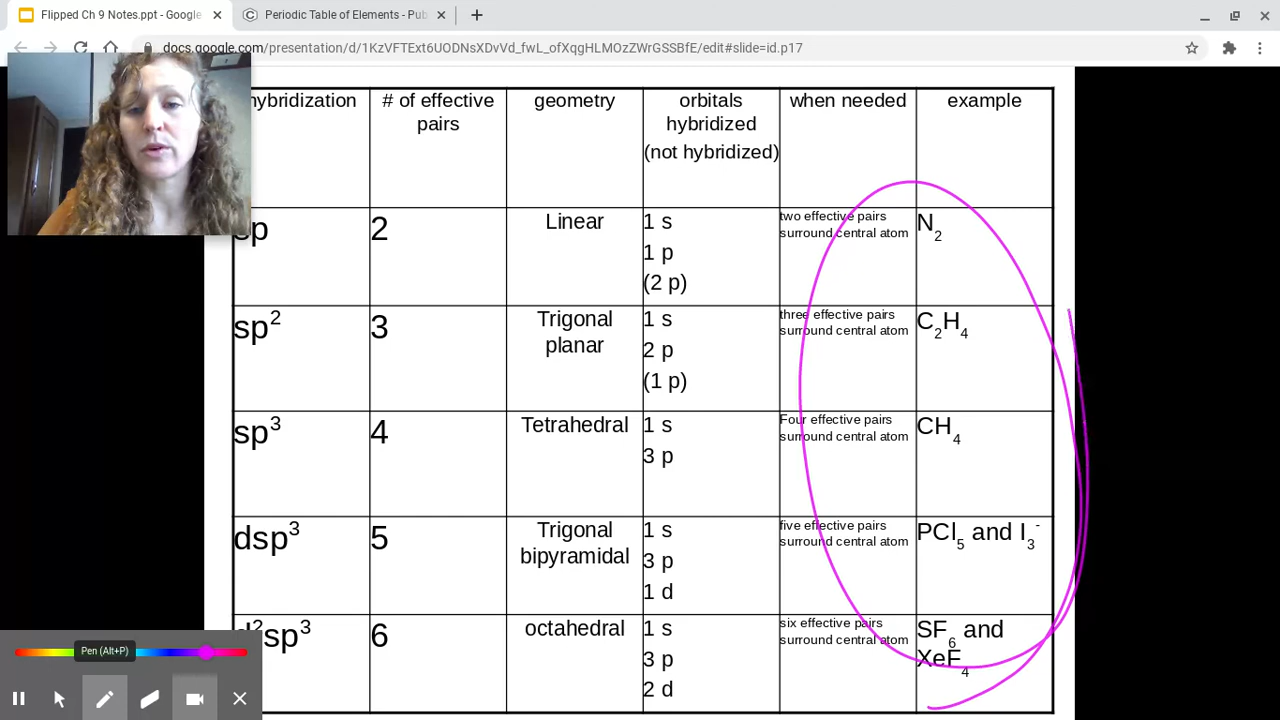 Flipped Ch 9 Notes.ppt - Google
Periodic Table of Elements - Pub
docs.google.com/presentation/d/1KzVFTExt6UODNsXDvVd_fwL_ofXqgHLMOzZWrGSSBfE/edit#slide=id.p17
hybridization
# of effective pairs
geometry
orbitals hybridized (not hybridized)
when needed
example
sp
2
Linear
1 s
1 p
(2 p)
two effective pairs
surround central atom
N2
sp2
3
Trigonal
planar
1 s
2 p
(1 p)
three effective pairs
surround central atom
C2H4
sp3
4
Tetrahedral
1 s
3 p
Four effective pairs
surround central atom
CH4
dsp3
5
Trigonal
bipyramidal
1 s
3 p
1 d
five effective pairs
surround central atom
PCl5 and I3-
d2sp3
6
octahedral
1 s
3 p
2 d
six effective pairs
surround central atom
SF6 and
XeF4
Pen (Alt+P)